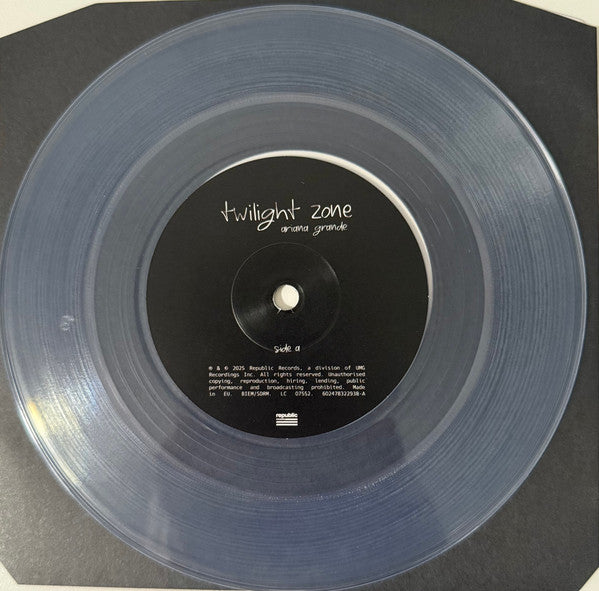 twilight zone
ariana grande
side a
℗ & © 2025 Republic Records, a division of UMG
Recordings Inc. All rights reserved. Unauthorised
copying, reproduction, hiring, lending, public
performance and broadcasting prohibited. Made
in EU. BIEM/SDRM. LC 07552. 602478322938-A
republic